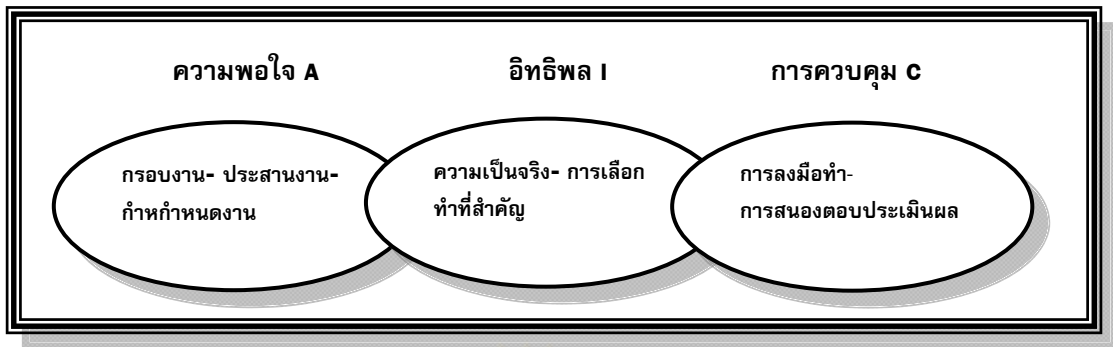 ความพอใจ A
อิทธิพล I
การควบคุม C
กรอบงาน- ประสานงาน-
กำหกำหนดงาน
ความเป็นจริง- การเลือก
ทำที่สำคัญ
การลงมือทำ-
การสนองตอบประเมินผล